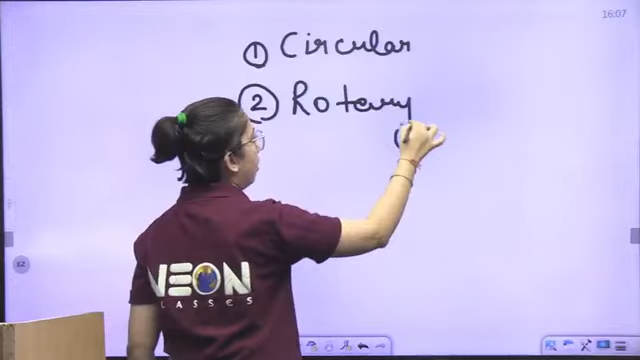 16:07
① Circular
② Rotary
NEON
CLASSES